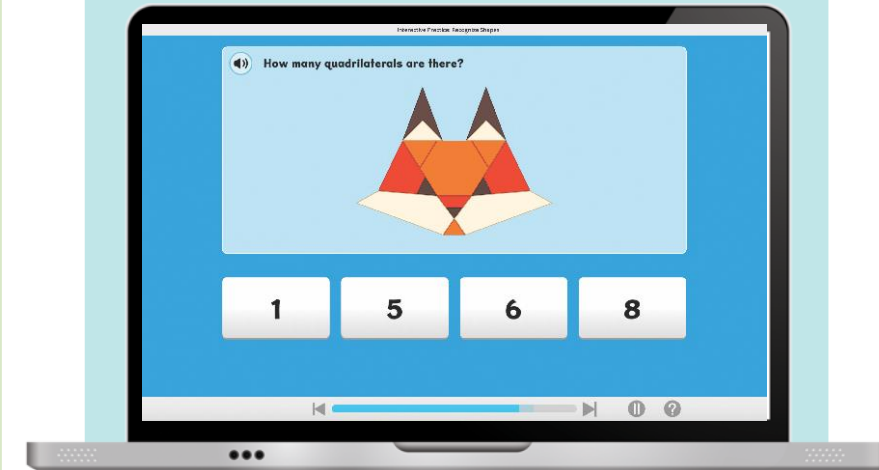 Interactive Practice: Recognize Shapes
How many quadrilaterals are there?
1 5 6 8